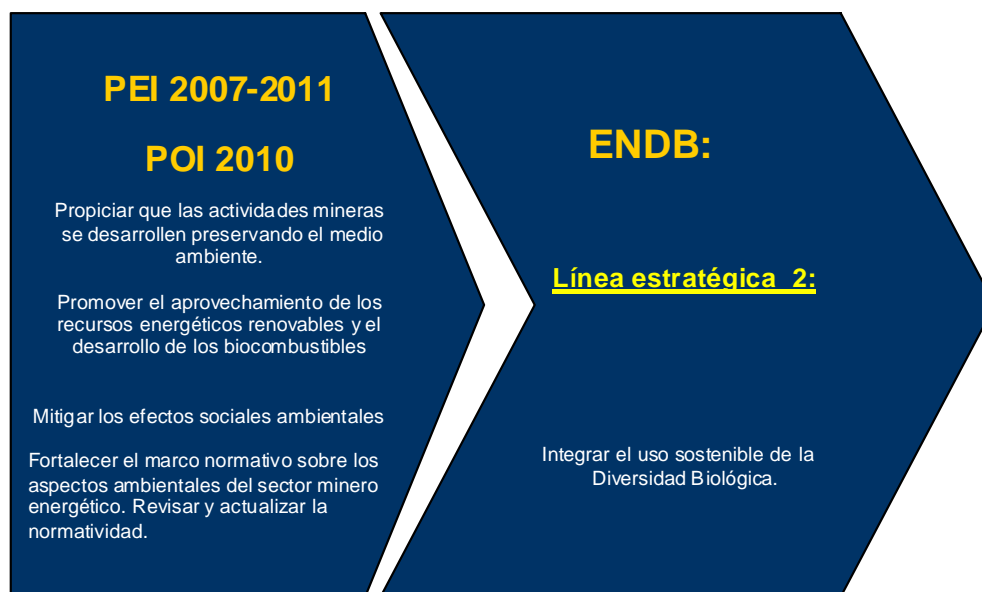 PEI 2007-2011
POI 2010
Propiciar que las actividades mineras
se desarrollen preservando el medio
ambiente.
Promover el aprovechamiento de los
recursos energéticos renovables y el
desarrollo de los biocombustibles
Mitigar los efectos sociales ambientales
Fortalecer el marco normativo sobre los
aspectos ambientales del sector minero
energético. Revisar y actualizar la
normatividad.
ENDB:
Línea estratégica 2:
Integrar el uso sostenible de la
Diversidad Biológica.